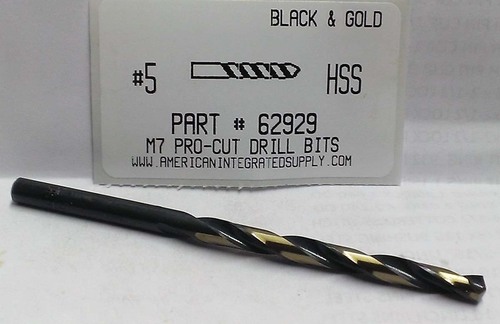 BLACK & GOLD
#5 HSS
PART # 62929
M7 PRO-CUT DRILL BITS
WWW.AMERICANINTEGRATEDSUPPLY.COM